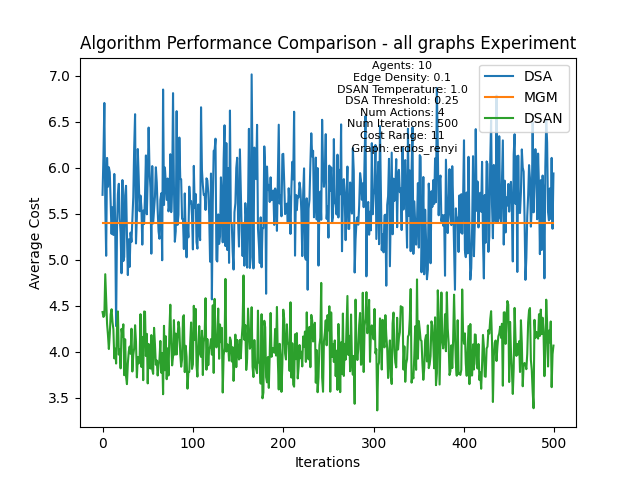 Algorithm Performance Comparison - all graphs Experiment
7.0
6.5
6.0
5.5
5.0
4.5
4.0
3.5
Average Cost
Agents: 10
Edge Density: 0.1
DSAN Temperature: 1.0
DSA Threshold: 0.25
Num Actions: 4
Num Iterations: 500
Cost Range: 11
Graph: erdos_renyi
DSA
MGM
DSAN
0
100
200
300
400
500
Iterations